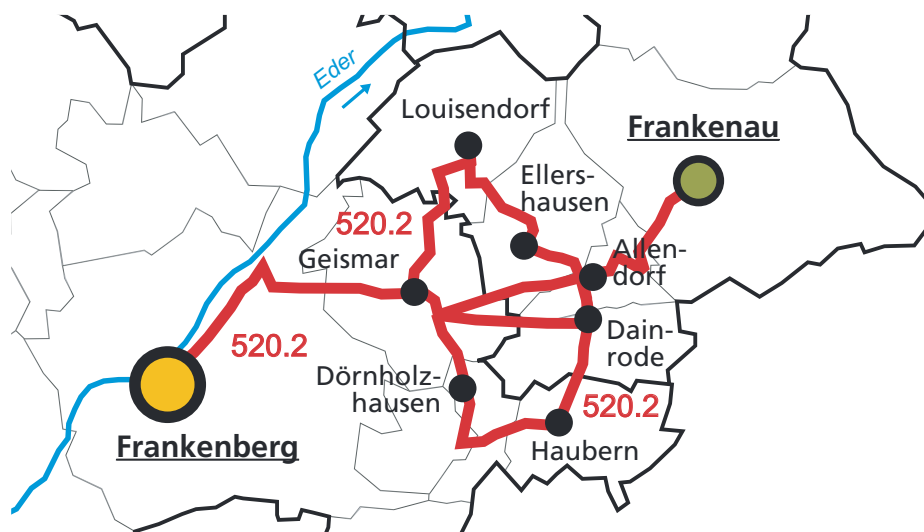 Eder
Louisendorf
Frankenau
Ellers-
hausen
520.2
Geismar
Allen-
dorf
520.2
Dain-
rode
Dörnholz-
hausen
520.2
Frankenberg
Haubern